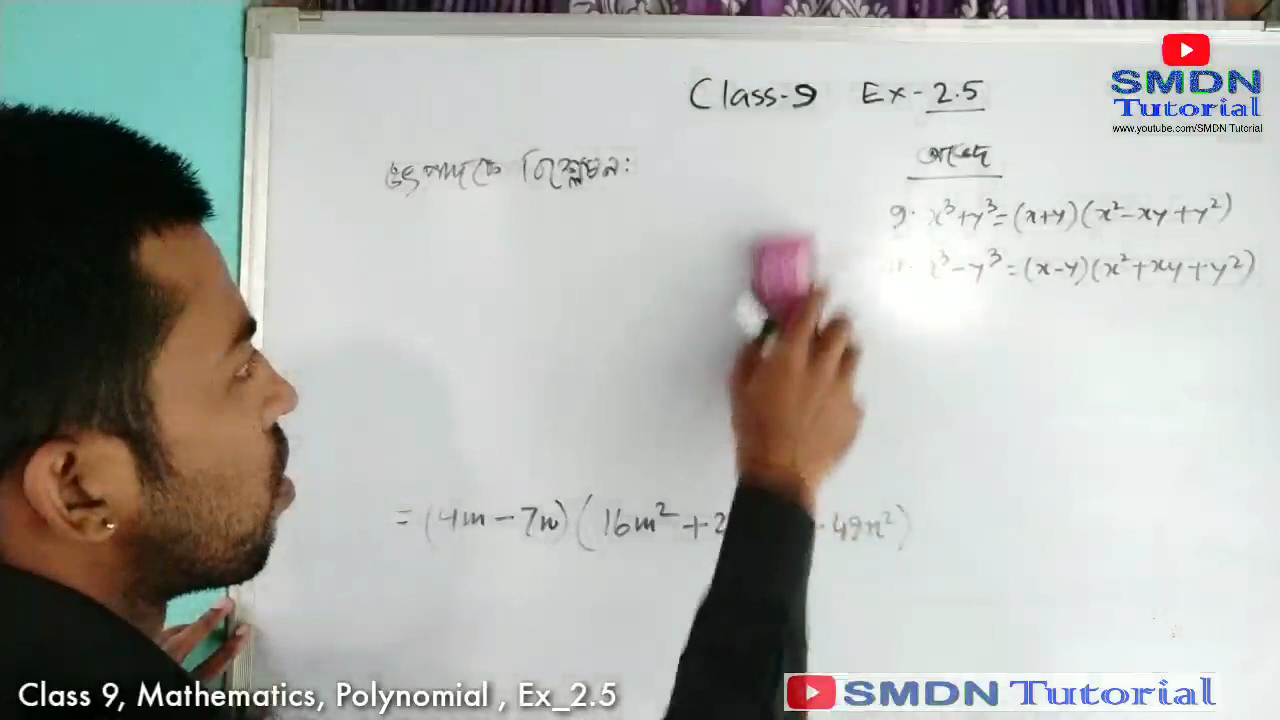 SMDN
Tutorial
www.youtube.com/SMDN Tutorial
Class-9 Ex-2.5
উৎপাদকে বিশ্লেষন:
অভেদ
9. x³+y³=(x+y)(x²-xy+y²)
x³-y³=(x-y)(x²+xy+y²)
=(4m-7n)(16m²+2 49n²)
Class 9, Mathematics, Polynomial , Ex_2.5
SMDN Tutorial